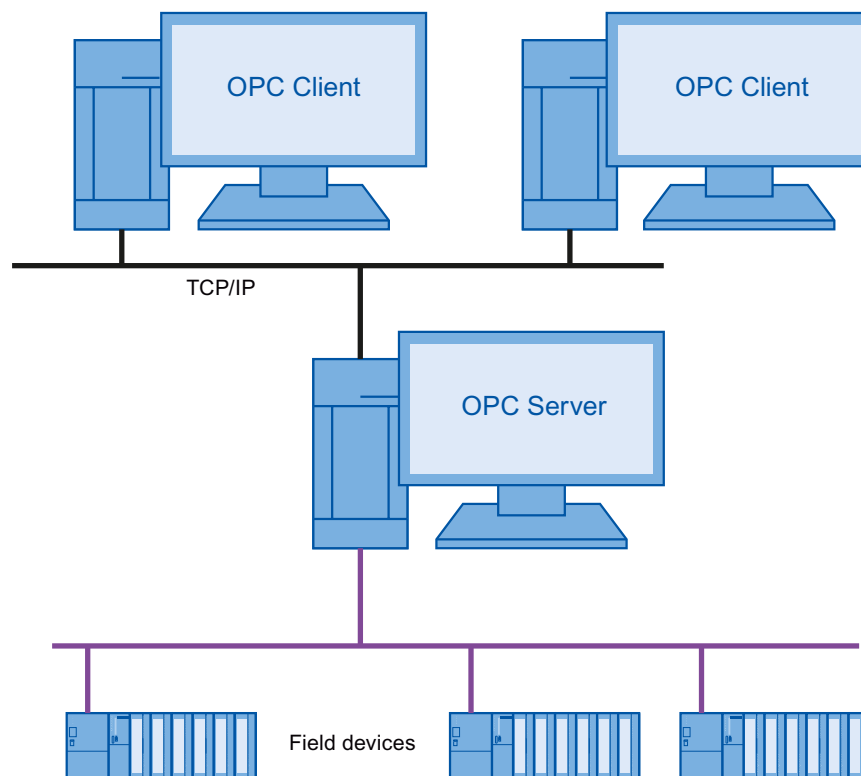 OPC Client
OPC Client
TCP/IP
OPC Server
Field devices